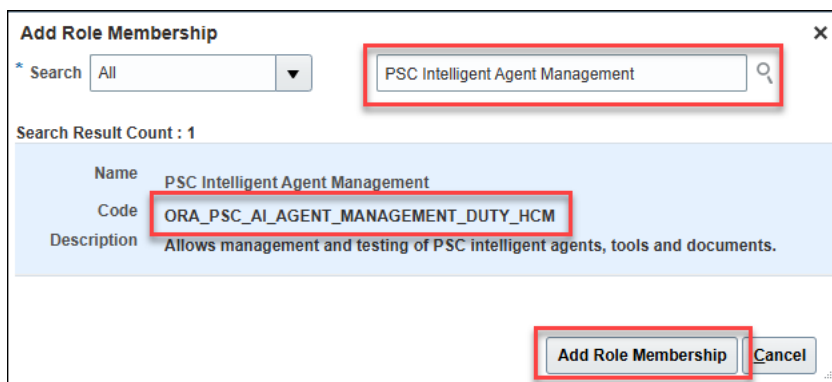 Add Role Membership
* Search All PSC Intelligent Agent Management
Search Result Count : 1
Name PSC Intelligent Agent Management
Code ORA_PSC_AI_AGENT_MANAGEMENT_DUTY_HCM
Description Allows management and testing of PSC intelligent agents, tools and documents.
Add Role Membership Cancel